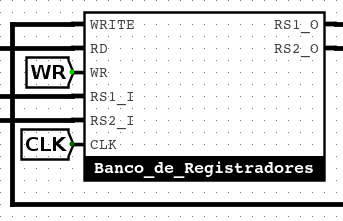 WRITE RS1_O
RD RS2_O
WR WR
RS1_I
RS2_I
CLK CLK
Banco_de_Registradores